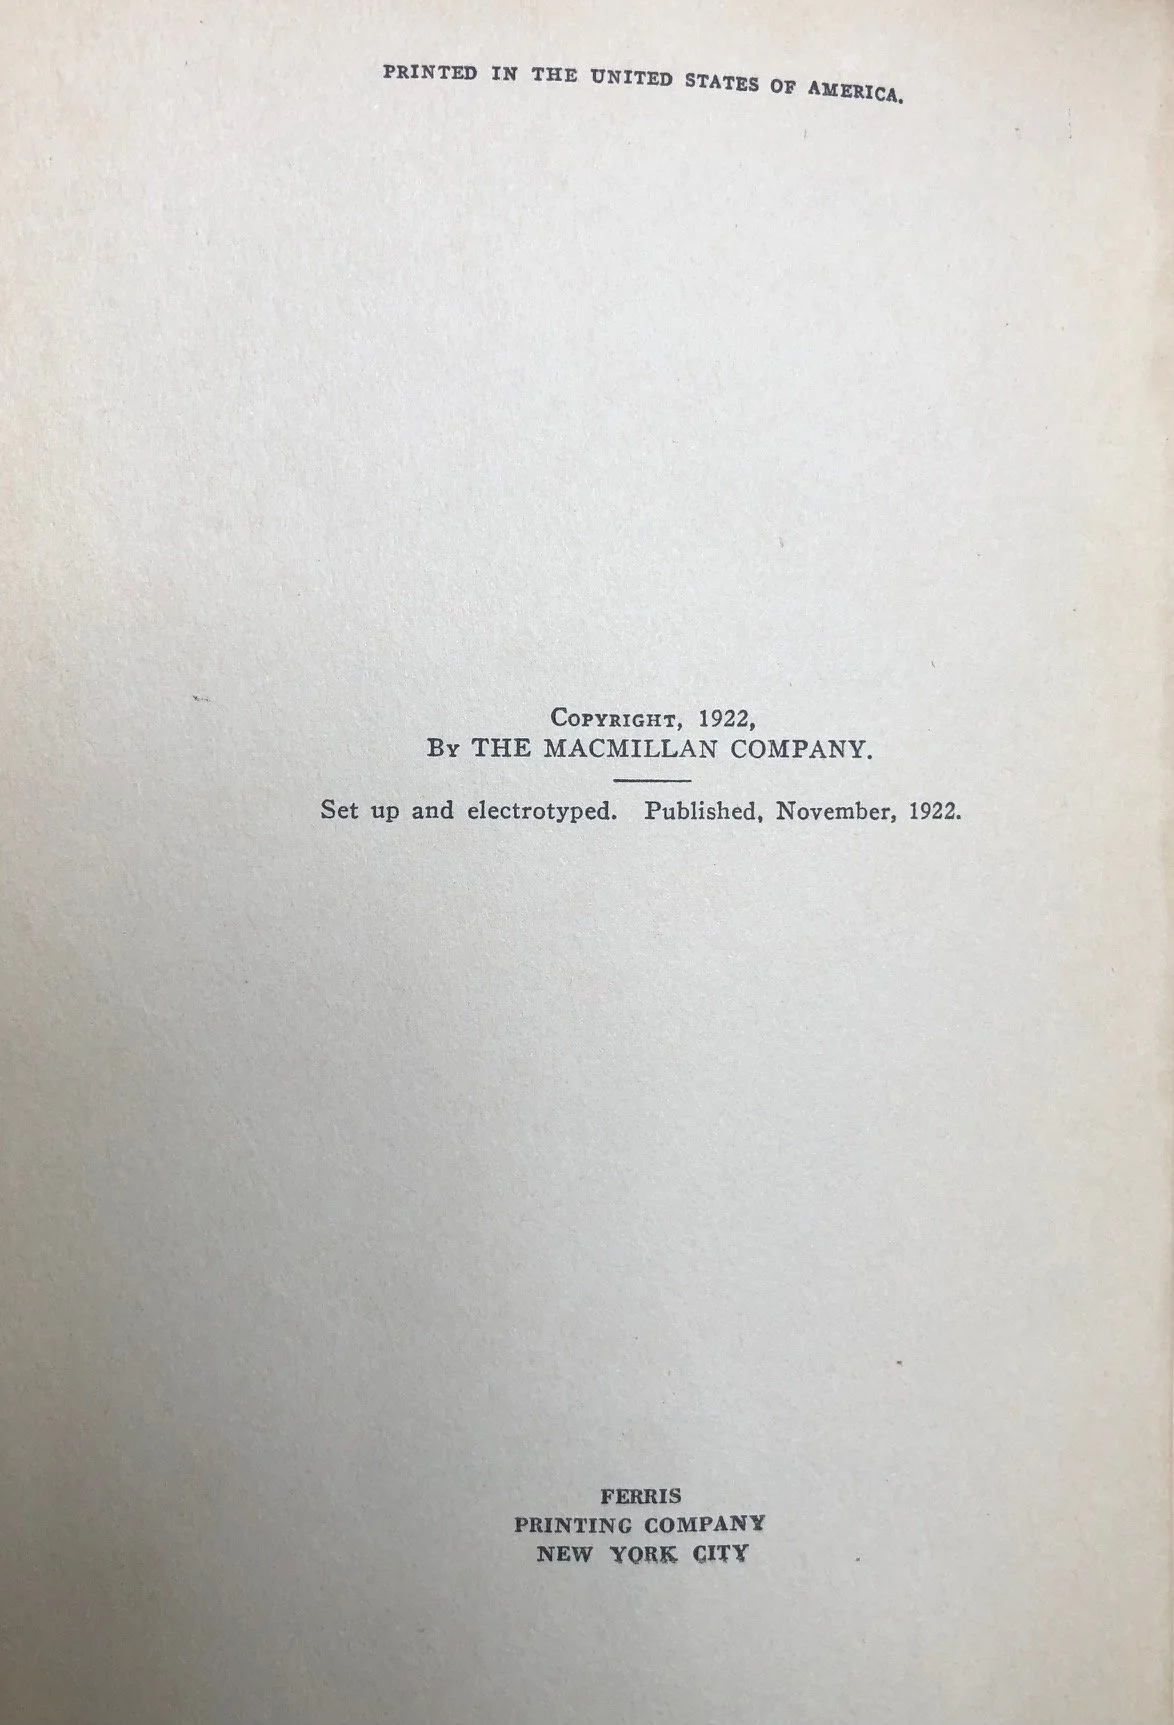 PRINTED IN THE UNITED STATES OF AMERICA.
COPYRIGHT, 1922,
BY THE MACMILLAN COMPANY.
Set up and electrotyped. Published, November, 1922.
FERRIS
PRINTING COMPANY
NEW YORK CITY